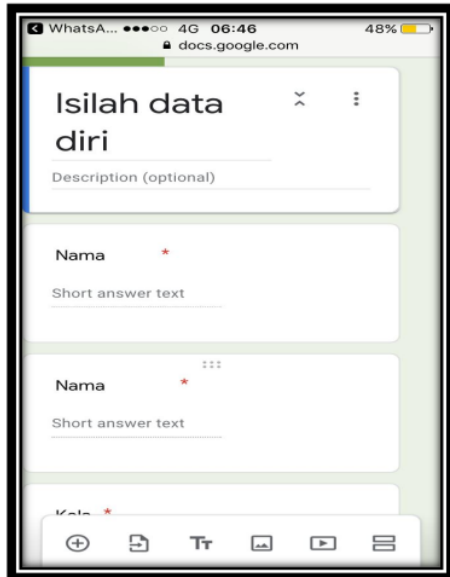 WhatsA... 4G 06:46 48%
docs.google.com
Isilah data
diri
Description (optional)
Nama *
Short answer text
Nama *
Short answer text
*
Tт